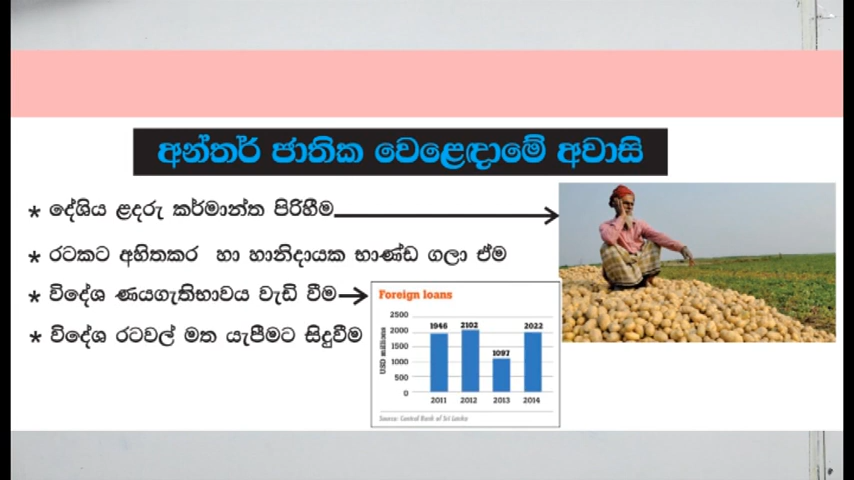 අන්තර් ජාතික වෙළෙඳාමේ අවාසි
* දේශිය ළදරු කර්මාන්ත පිරිහීම
* රටකට අහිතකර හා හානිදායක භාණ්ඩ ගලා ඒම
* විදේශ ණයගැතිභාවය වැඩි වීම
* විදේශ රටවල් මත යැපීමට සිදුවීම
Foreign loans
USD millions
2500
2000
1500
1000
500
0
1946 2102 1097 2022
2011 2012 2013 2014
Source: Central Bank of Sri Lanka